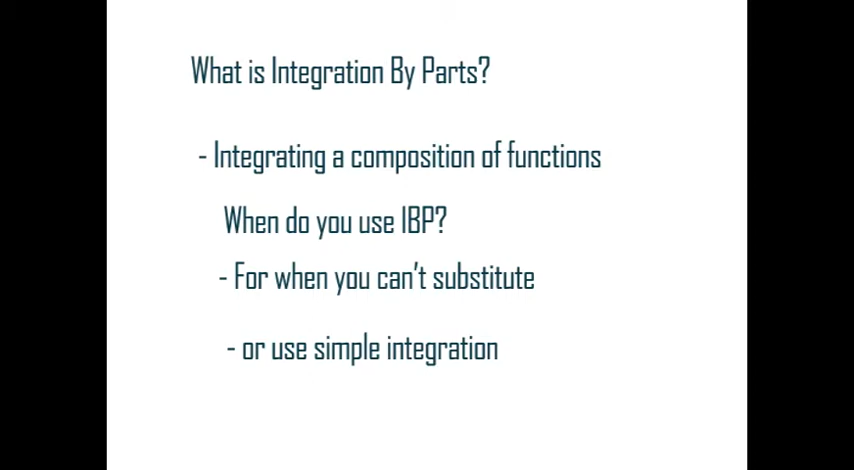 What is Integration By Parts?
- Integrating a composition of functions
When do you use IBP?
- For when you can't substitute
- or use simple integration